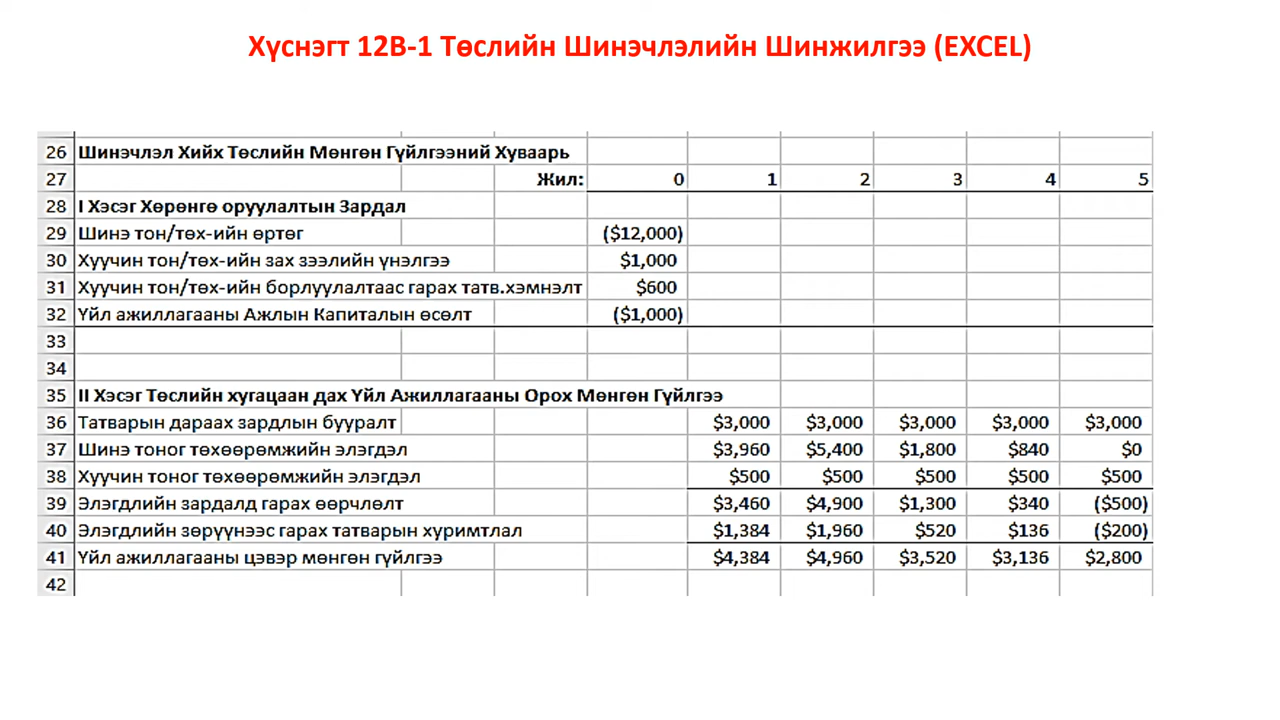 Хүснэгт 12В-1 Төслийн Шинэчлэлийн Шинжилгээ (EXCEL)
26 Шинэчлэл Хийх Төслийн Мөнгөн Гүйлгээний Хуваарь
27 Жил: 0 1 2 3 4 5
28 I Хэсэг Хөрөнгө оруулалтын Зардал
29 Шинэ тон/төх-ийн өртөг ($12,000)
30 Хуучин тон/төх-ийн зах зээлийн үнэлгээ $1,000
31 Хуучин тон/төх-ийн борлуулалтаас гарах татв.хэмнэлт $600
32 Үйл ажиллагааны Ажлын Капиталын өсөлт ($1,000)
33
34
35 II Хэсэг Төслийн хугацаан дах Үйл Ажиллагааны Орох Мөнгөн Гүйлгээ
36 Татварын дараах зардлын бууралт $3,000 $3,000 $3,000 $3,000 $3,000
37 Шинэ тоног төхөөрөмжийн элэгдэл $3,960 $5,400 $1,800 $840 $0
38 Хуучин тоног төхөөрөмжийн элэгдэл $500 $500 $500 $500 $500
39 Элэгдлийн зардалд гарах өөрчлөлт $3,460 $4,900 $1,300 $340 ($500)
40 Элэгдлийн зөрүүнээс гарах татварын хуримтлал $1,384 $1,960 $520 $136 ($200)
41 Үйл ажиллагааны цэвэр мөнгөн гүйлгээ $4,384 $4,960 $3,520 $3,136 $2,800
42